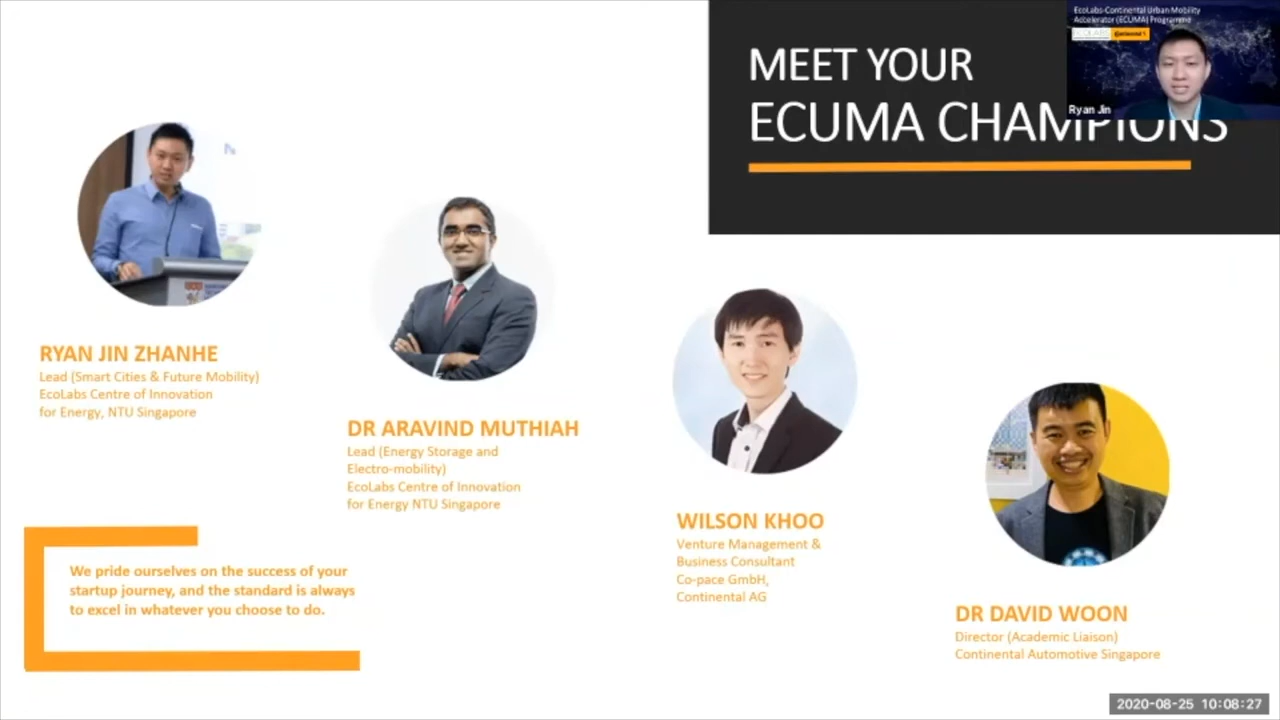 MEET YOUR
ECUMA CHAMPIONS
EcoLabs-Continental Urban Mobility
Accelerator (ECUMA) Programme
ECOLABS
Ryan Jin
RYAN JIN ZHANHE
Lead (Smart Cities & Future Mobility)
EcoLabs Centre of Innovation
for Energy, NTU Singapore
DR ARAVIND MUTHIAH
Lead (Energy Storage and
Electro-mobility)
EcoLabs Centre of Innovation
for Energy NTU Singapore
WILSON KHOO
Venture Management &
Business Consultant
Co-pace GmbH,
Continental AG
DR DAVID WOON
Director (Academic Liaison)
Continental Automotive Singapore
We pride ourselves on the success of your
startup journey, and the standard is always
to excel in whatever you choose to do.
2020-08-25 10:08:27